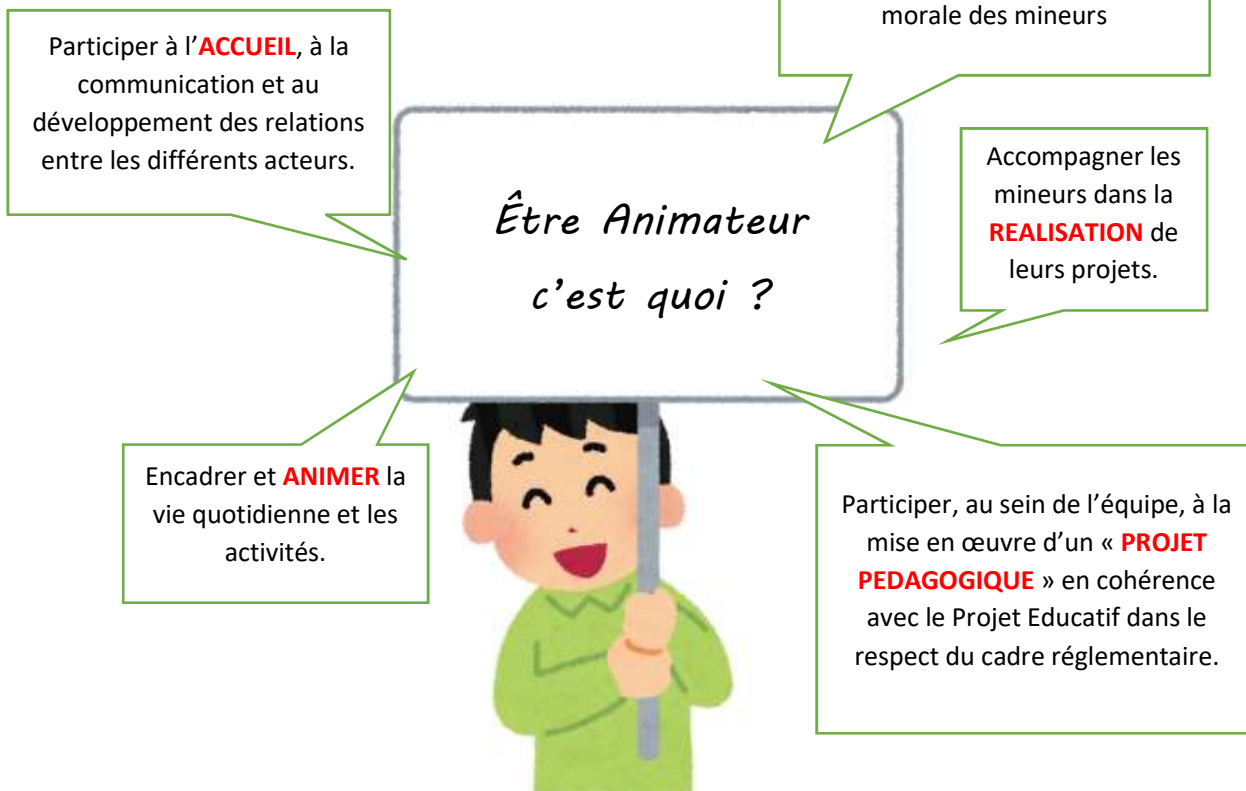 morale des mineurs
Participer à l’ACCUEIL, à la
communication et au
développement des relations
entre les différents acteurs.
Accompagner les
mineurs dans la
REALISATION de
leurs projets.
Être Animateur
c’est quoi ?
Encadrer et ANIMER la
vie quotidienne et les
activités.
Participer, au sein de l’équipe, à la
mise en œuvre d’un « PROJET
PEDAGOGIQUE » en cohérence
avec le Projet Educatif dans le
respect du cadre réglementaire.